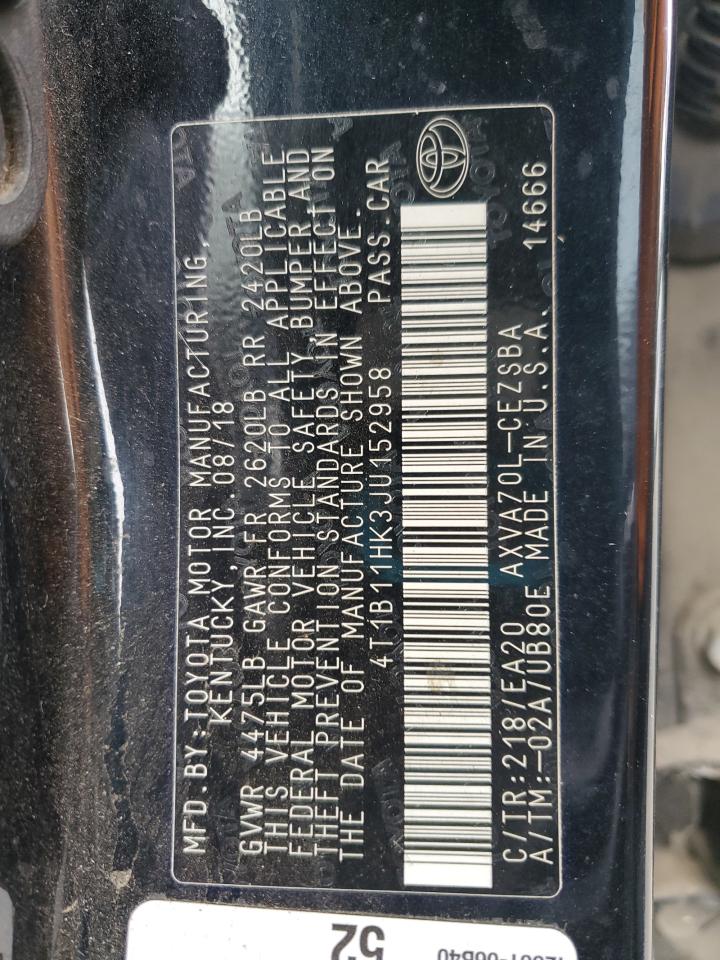 MFD.BY:TOYOTA MOTOR MANUFACTURING,
KENTUCKY,INC.08/18
GVWR 4475LB GAWR FR 2620LB RR 2420LB
THIS VEHICLE CONFORMS TO ALL APPLICABLE
FEDERAL MOTOR VEHICLE SAFETY, BUMPER AND
THEFT PREVENTION STANDARDS IN EFFECT ON
THE DATE OF MANUFACTURE SHOWN ABOVE.
4T1B11HK3JU152958 PASS.CAR
C/TR:218/EA20 AXVA70L-CEZSBA
A/TM:-02A/UB80E MADE IN U.S.A. 14666
52